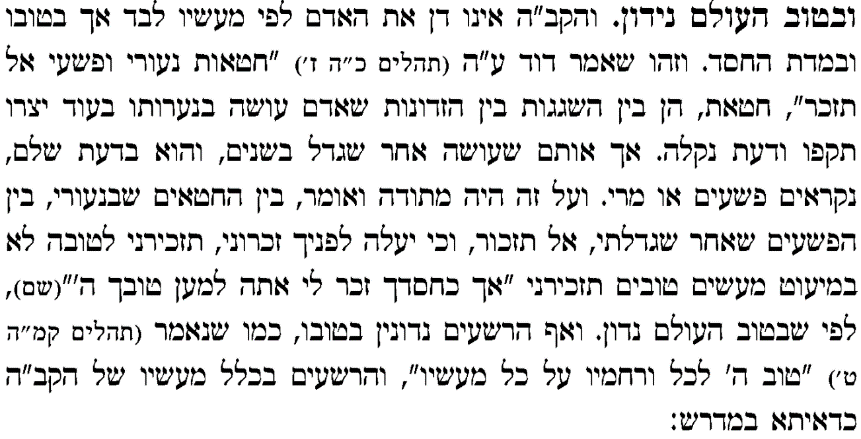 ובטוב העולם נידון. והקב"ה אינו דן את האדם לפי מעשיו לבד אך בטובו
ובמדת החסד. וזהו שאמר דוד ע"ה (תהלים כ"ה ז') "חטאות נעורי ופשעי אל
תזכר", חטאת, הן בין השגגות בין הזדונות שאדם עושה בנערותו בעוד יצרו
תקפו ודעת נקלה. אך אותם שעושה אחר שגדל בשנים, והוא בדעת שלם,
נקראים פשעים או מרי. ועל זה היה מתודה ואומר, בין החטאים שבנעורי, בין
הפשעים שאחר שגדלתי, אל תזכור, וכי יעלה לפניך זכרוני, תזכירני לטובה לא
במיעוט מעשים טובים תזכירני "אך כחסדך זכר לי אתה למען טובך ה'"(שם),
לפי שבטוב העולם נדון. ואף הרשעים נדונין בטובו, כמו שנאמר (תהלים קמ"ה
ט') "טוב ה' לכל ורחמיו על כל מעשיו", והרשעים בכלל מעשיו של הקב"ה
כדאיתא במדרש: